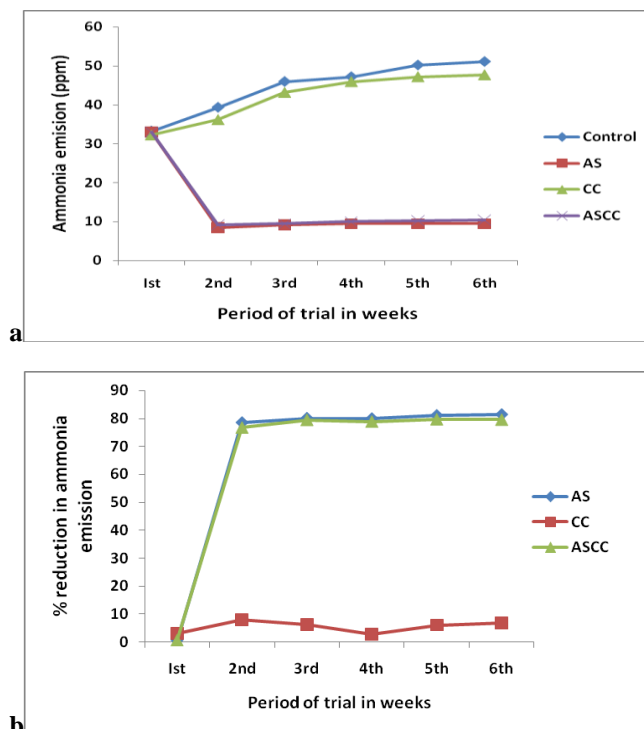 60
50
40
30
20
10
0
Ammonia emision (ppm)
Ist 2nd 3rd 4th 5th 6th
Period of trial in weeks
Control
AS
CC
ASCC
a
90
80
70
60
50
40
30
20
10
0
% reduction in ammonia
emission
Ist 2nd 3rd 4th 5th 6th
Period of trial in weeks
AS
CC
ASCC
b